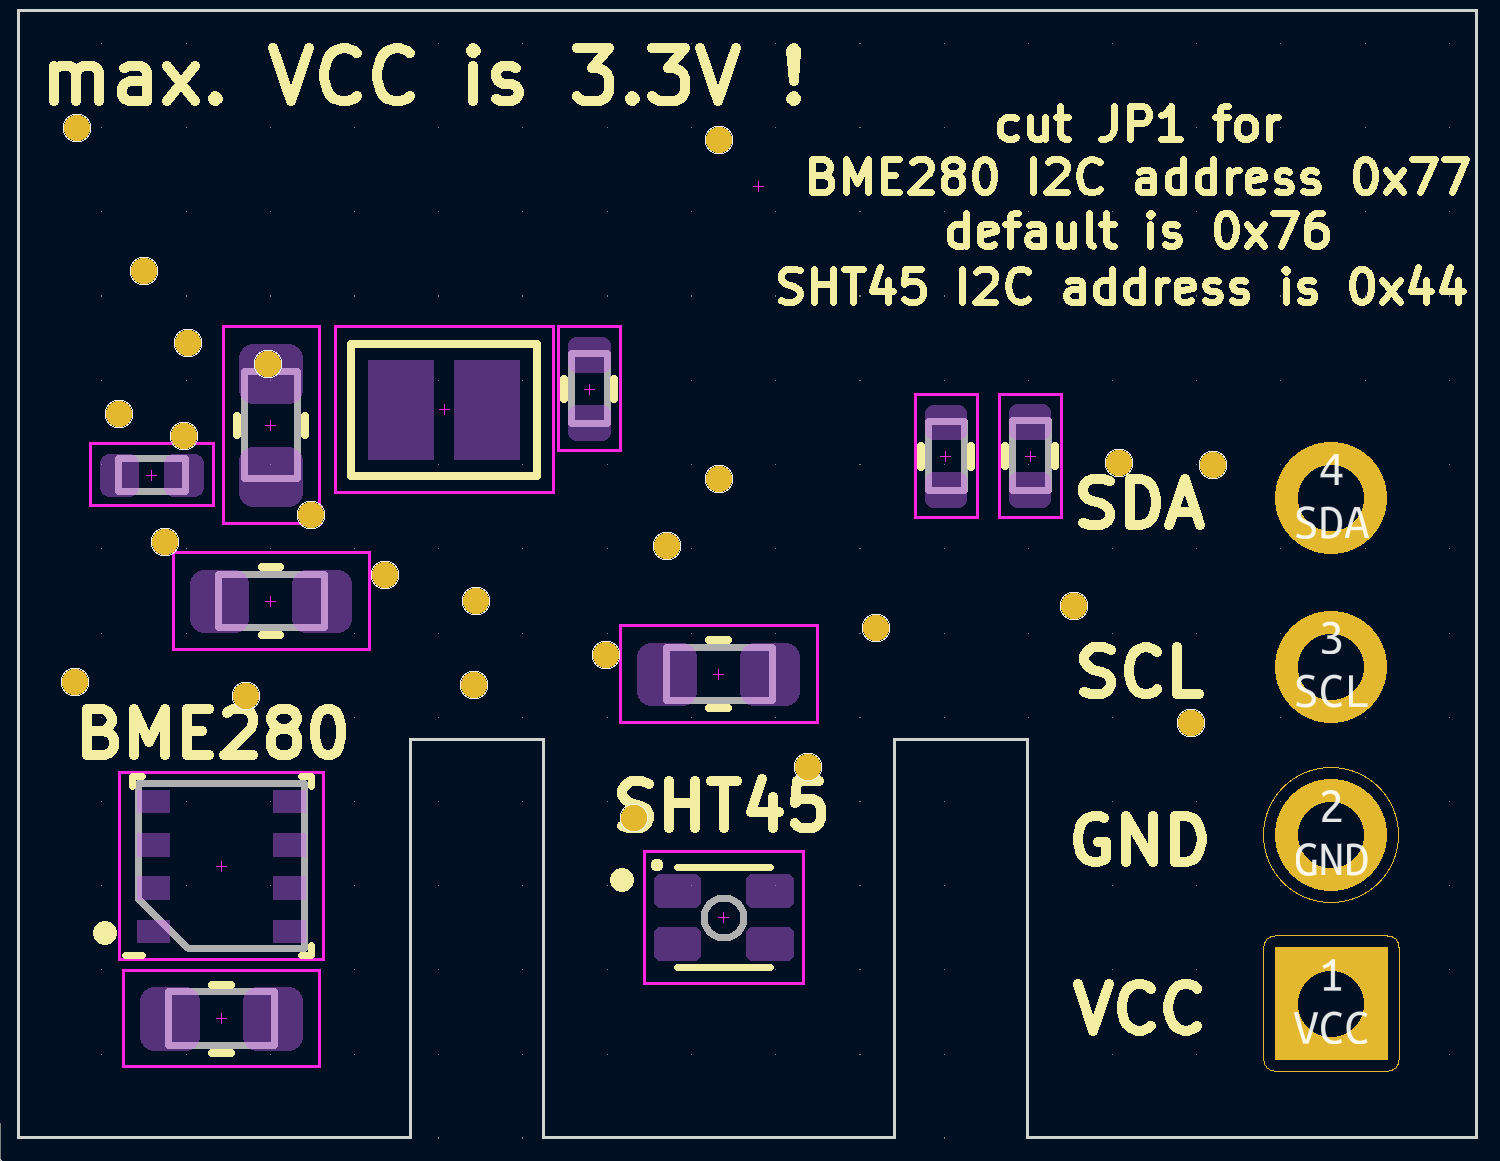 max. VCC is 3.3V !
cut JP1 for
BME280 I2C address 0x77
default is 0x76
SHT45 I2C address is 0x44
SDA
4
SDA
SCL
3
SCL
BME280
SHT45
GND
2
GND
VCC
1
VCC